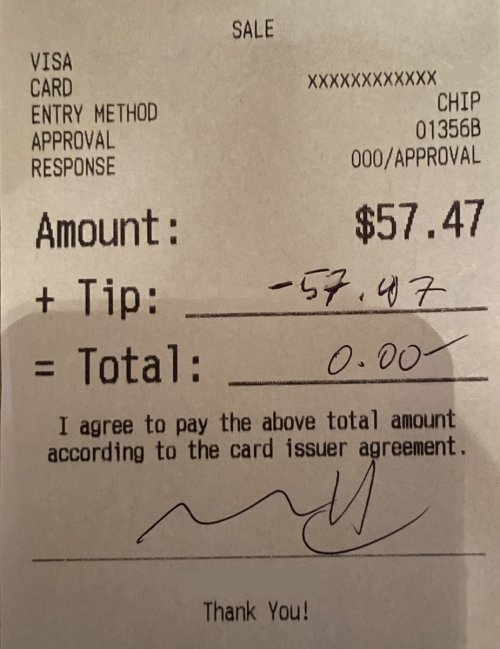 SALE
VISA
CARD XXXXXXXXXXXX
ENTRY METHOD CHIP
APPROVAL 01356B
RESPONSE 000/APPROVAL
Amount: $57.47
+ Tip: -57.47
= Total: 0.00
I agree to pay the above total amount
according to the card issuer agreement.
Thank You!